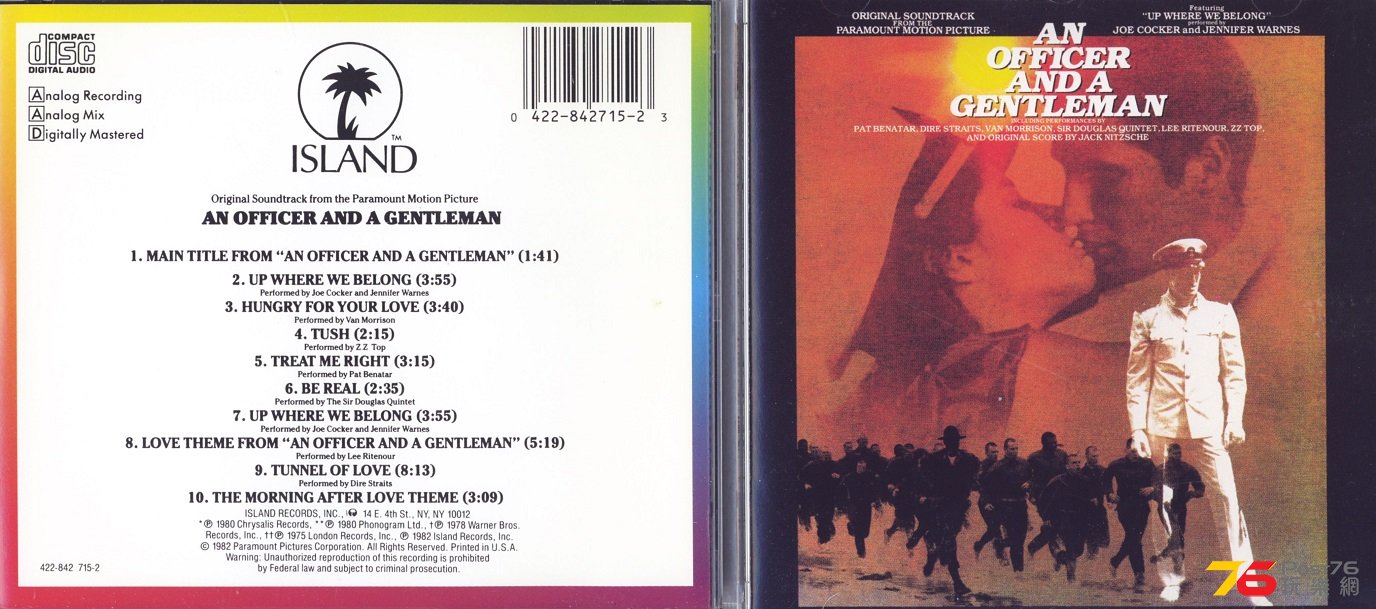 COMPACT
disc
DIGITAL AUDIO
Analog Recording
Analog Mix
Digitally Mastered
TM
ISLAND
0 422-842715-2 3
Original Soundtrack from the Paramount Motion Picture
AN OFFICER AND A GENTLEMAN
1. MAIN TITLE FROM “AN OFFICER AND A GENTLEMAN” (1:41)
2. UP WHERE WE BELONG (3:55)
Performed by Joe Cocker and Jennifer Warnes
3. HUNGRY FOR YOUR LOVE (3:40)
Performed by Van Morrison
4. TUSH (2:15)
Performed by ZZ Top
5. TREAT ME RIGHT (3:15)
Performed by Pat Benatar
6. BE REAL (2:35)
Performed by The Sir Douglas Quintet
7. UP WHERE WE BELONG (3:55)
Performed by Joe Cocker and Jennifer Warnes
8. LOVE THEME FROM “AN OFFICER AND A GENTLEMAN” (5:19)
Performed by Lee Ritenour
9. TUNNEL OF LOVE (8:13)
Performed by Dire Straits
10. THE MORNING AFTER LOVE THEME (3:09)
ISLAND RECORDS, INC., 14 E. 4th St., NY, NY 10012
*℗ 1980 Chrysalis Records, **℗ 1980 Phonogram Ltd., †℗ 1978 Warner Bros.
Records, Inc., ††℗ 1975 London Records, Inc., ℗ 1982 Island Records, Inc.
© 1982 Paramount Pictures Corporation. All Rights Reserved. Printed in U.S.A.
Warning: Unauthorized reproduction of this recording is prohibited
by Federal law and subject to criminal prosecution.
422-842 715-2
ORIGINAL SOUNDTRACK
FROM THE
PARAMOUNT MOTION PICTURE
Featuring
“UP WHERE WE BELONG”
performed by
JOE COCKER and JENNIFER WARNES
AN
OFFICER
AND A
GENTLEMAN
INCLUDING PERFORMANCES BY
PAT BENATAR, DIRE STRAITS, VAN MORRISON, SIR DOUGLAS QUINTET, LEE RITENOUR, ZZ TOP,
AND ORIGINAL SCORE BY JACK NITZSCHE
76
76
網